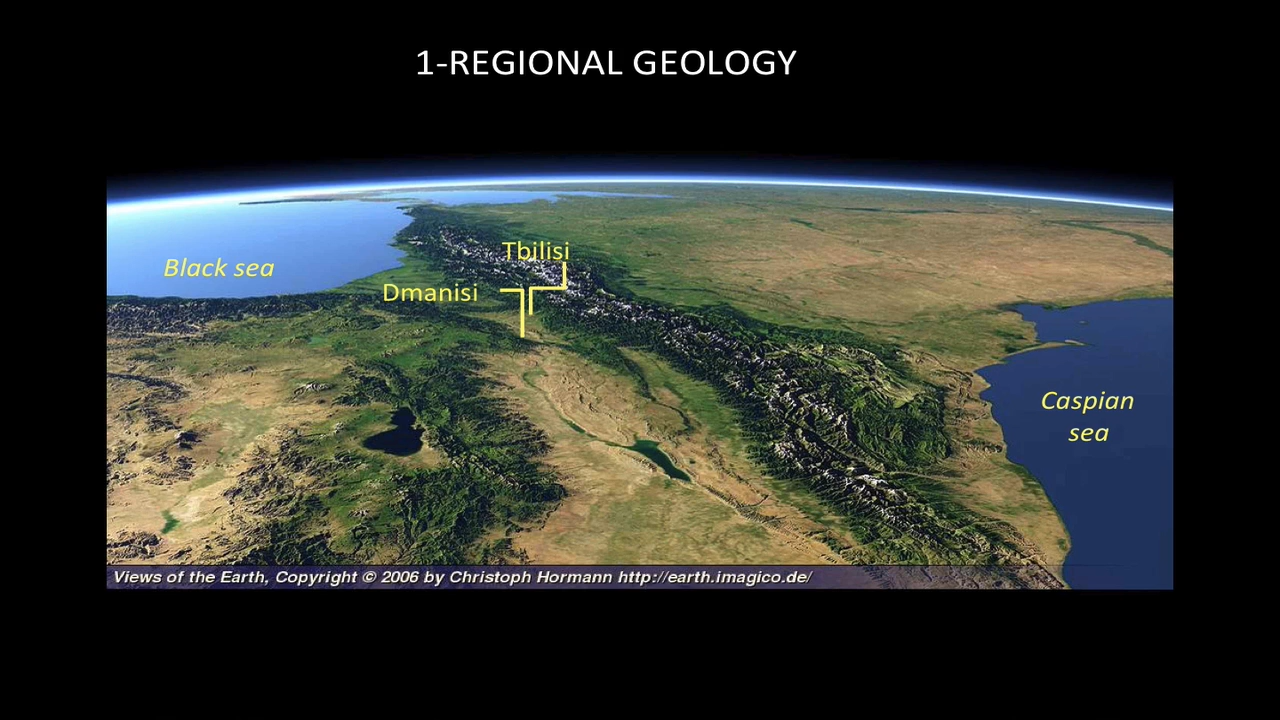 1-REGIONAL GEOLOGY
Tbilisi
Black sea
Dmanisi
Caspian
sea
Views of the Earth, Copyright © 2006 by Christoph Hormann http://earth.imagico.de/